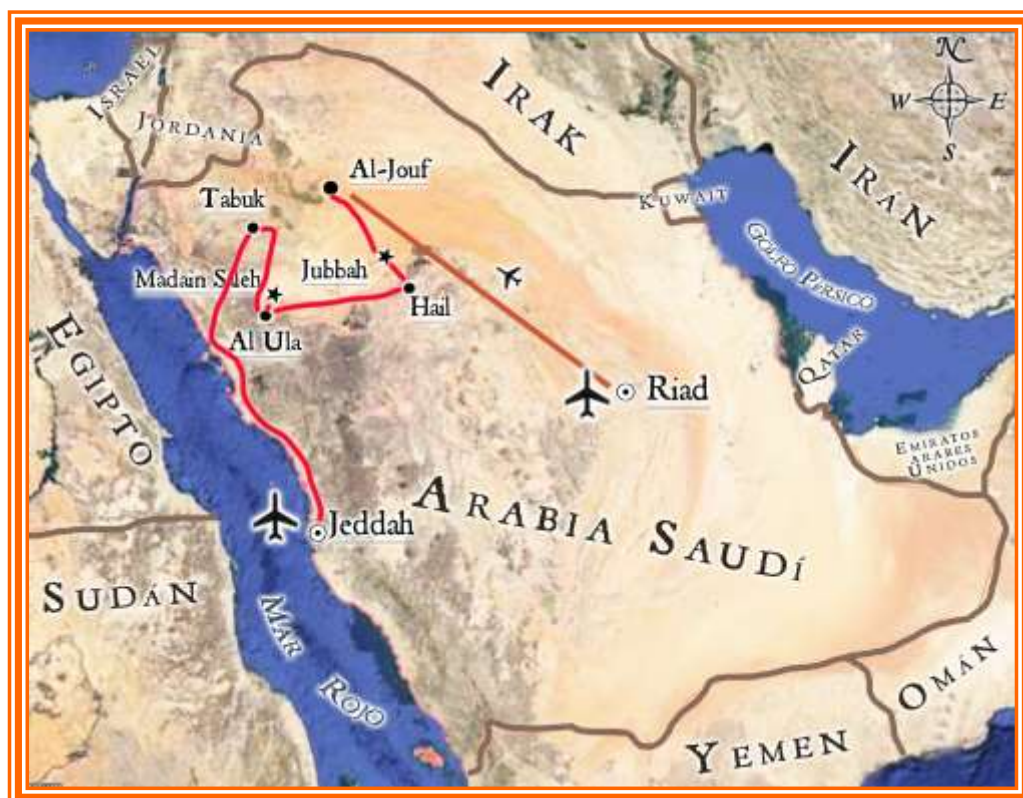 N
W E
S
ISRAEL
JORDANIA
IRAK
IRÁN
KUWAIT
Al-Jouf
Tabuk
GOLFO PÉRSICO
Madain Saleh
Jubbah
Hail
Al Ula
QATAR
Riad
EGIPTO
EMIRATOS
ARABES
UNIDOS
ARABIA SAUDÍ
Jeddah
SUDÁN
MAR
ROJO
OMÁN
YEMEN